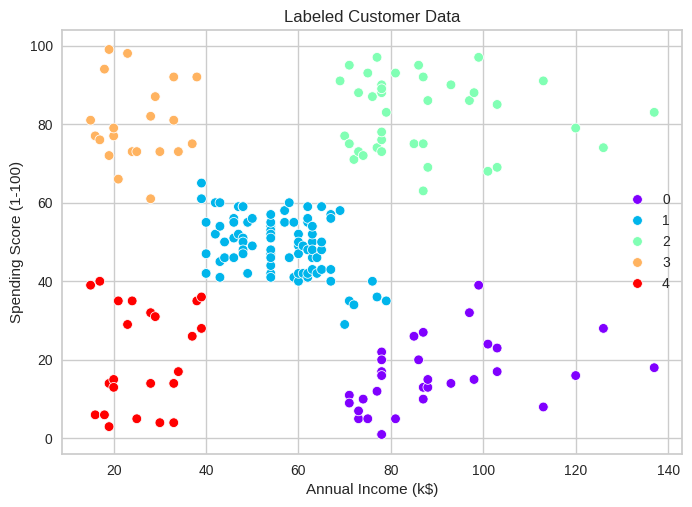 Labeled Customer Data
Spending Score (1-100)
100
80
60
40
20
0
0
1
2
3
4
20 40 60 80 100 120 140
Annual Income (k$)